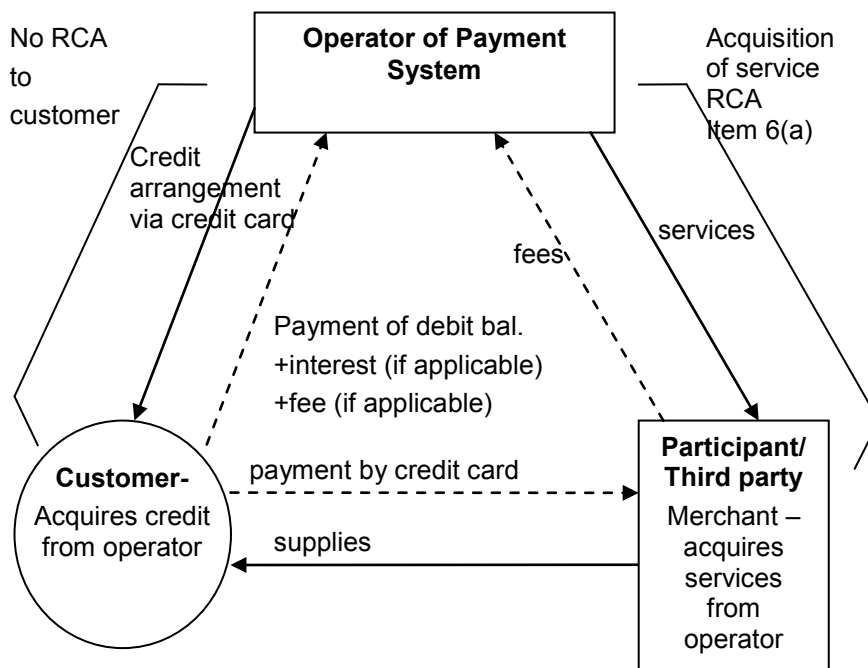 No RCA
to
customer
Operator of Payment
System
Acquisition
of service
RCA
Item 6(a)
Credit
arrangement
via credit card
services
fees
Payment of debit bal.
+interest (if applicable)
+fee (if applicable)
Customer-
Acquires credit
from operator
payment by credit card
supplies
Participant/
Third party
Merchant –
acquires
services
from
operator